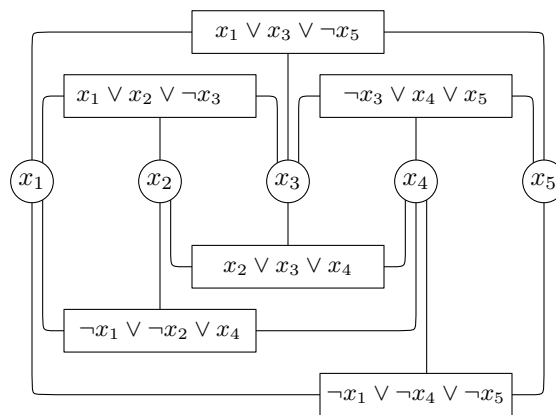 x₁ ∨ x₃ ∨ ¬x₅
x₁ ∨ x₂ ∨ ¬x₃ ¬x₃ ∨ x₄ ∨ x₅
x₁ x₂ x₃ x₄ x₅
x₂ ∨ x₃ ∨ x₄
¬x₁ ∨ ¬x₂ ∨ x₄
¬x₁ ∨ ¬x₄ ∨ ¬x₅